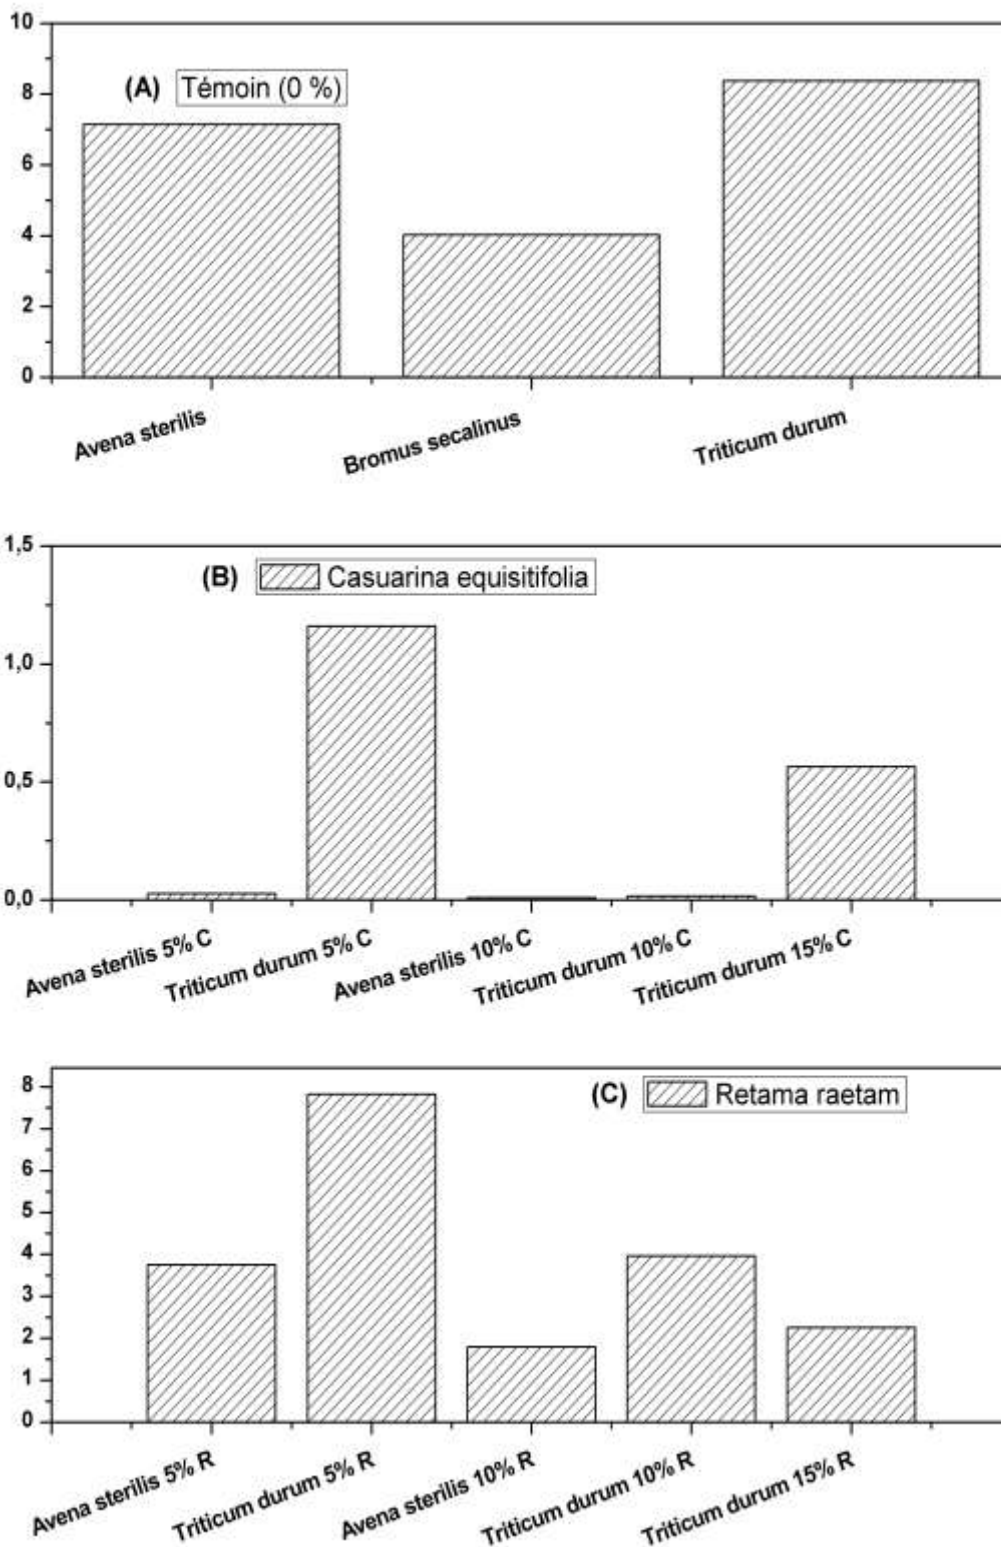 10
(A) Témoin (0 %)
8
6
4
2
0
Avena sterilis
Bromus secalinus
Triticum durum
1,5
(B) Casuarina equisitifolia
1,0
0,5
0,0
Avena sterilis 5% C
Triticum durum 5% C
Avena sterilis 10% C
Triticum durum 10% C
Triticum durum 15% C
8
(C) Retama raetam
7
6
5
4
3
2
1
0
Avena sterilis 5% R
Triticum durum 5% R
Avena sterilis 10% R
Triticum durum 10% R
Triticum durum 15% R